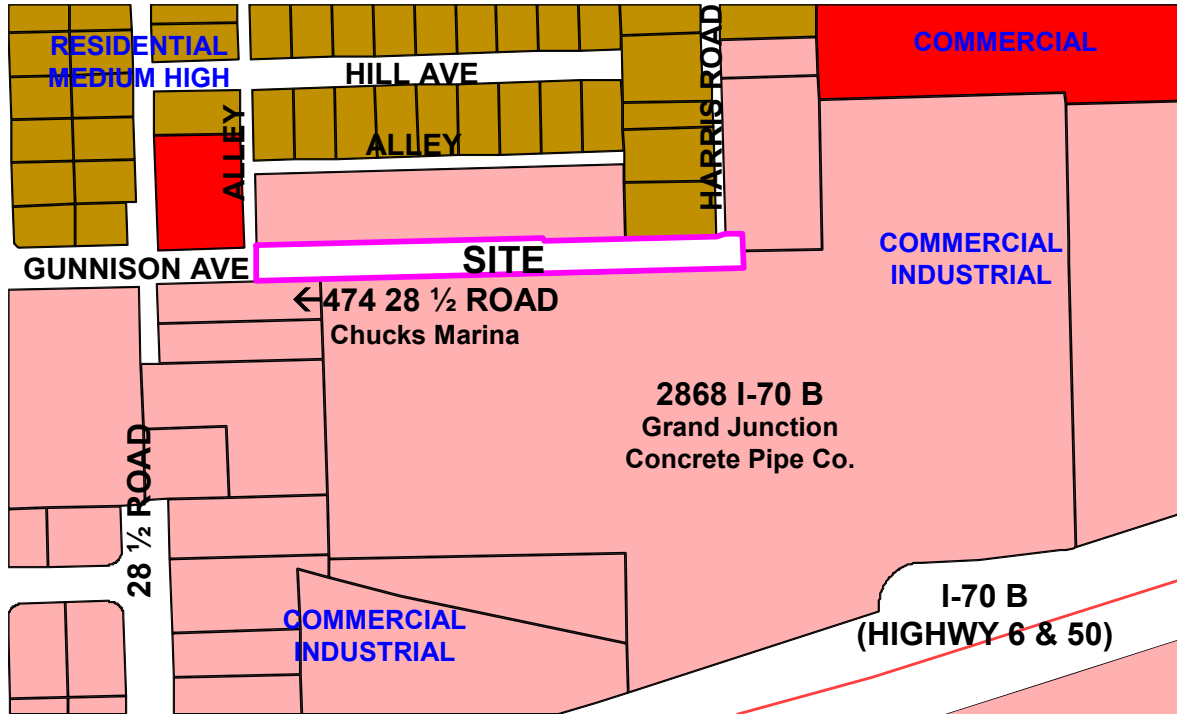 RESIDENTIAL
MEDIUM HIGH
HILL AVE
COMMERCIAL
HARRIS ROAD
ALLEY
ALLEY
GUNNISON AVE
SITE
COMMERCIAL
INDUSTRIAL
←474 28 ½ ROAD
Chucks Marina
2868 I-70 B
Grand Junction
Concrete Pipe Co.
28 ½ ROAD
COMMERCIAL
INDUSTRIAL
I-70 B
(HIGHWY 6 & 50)